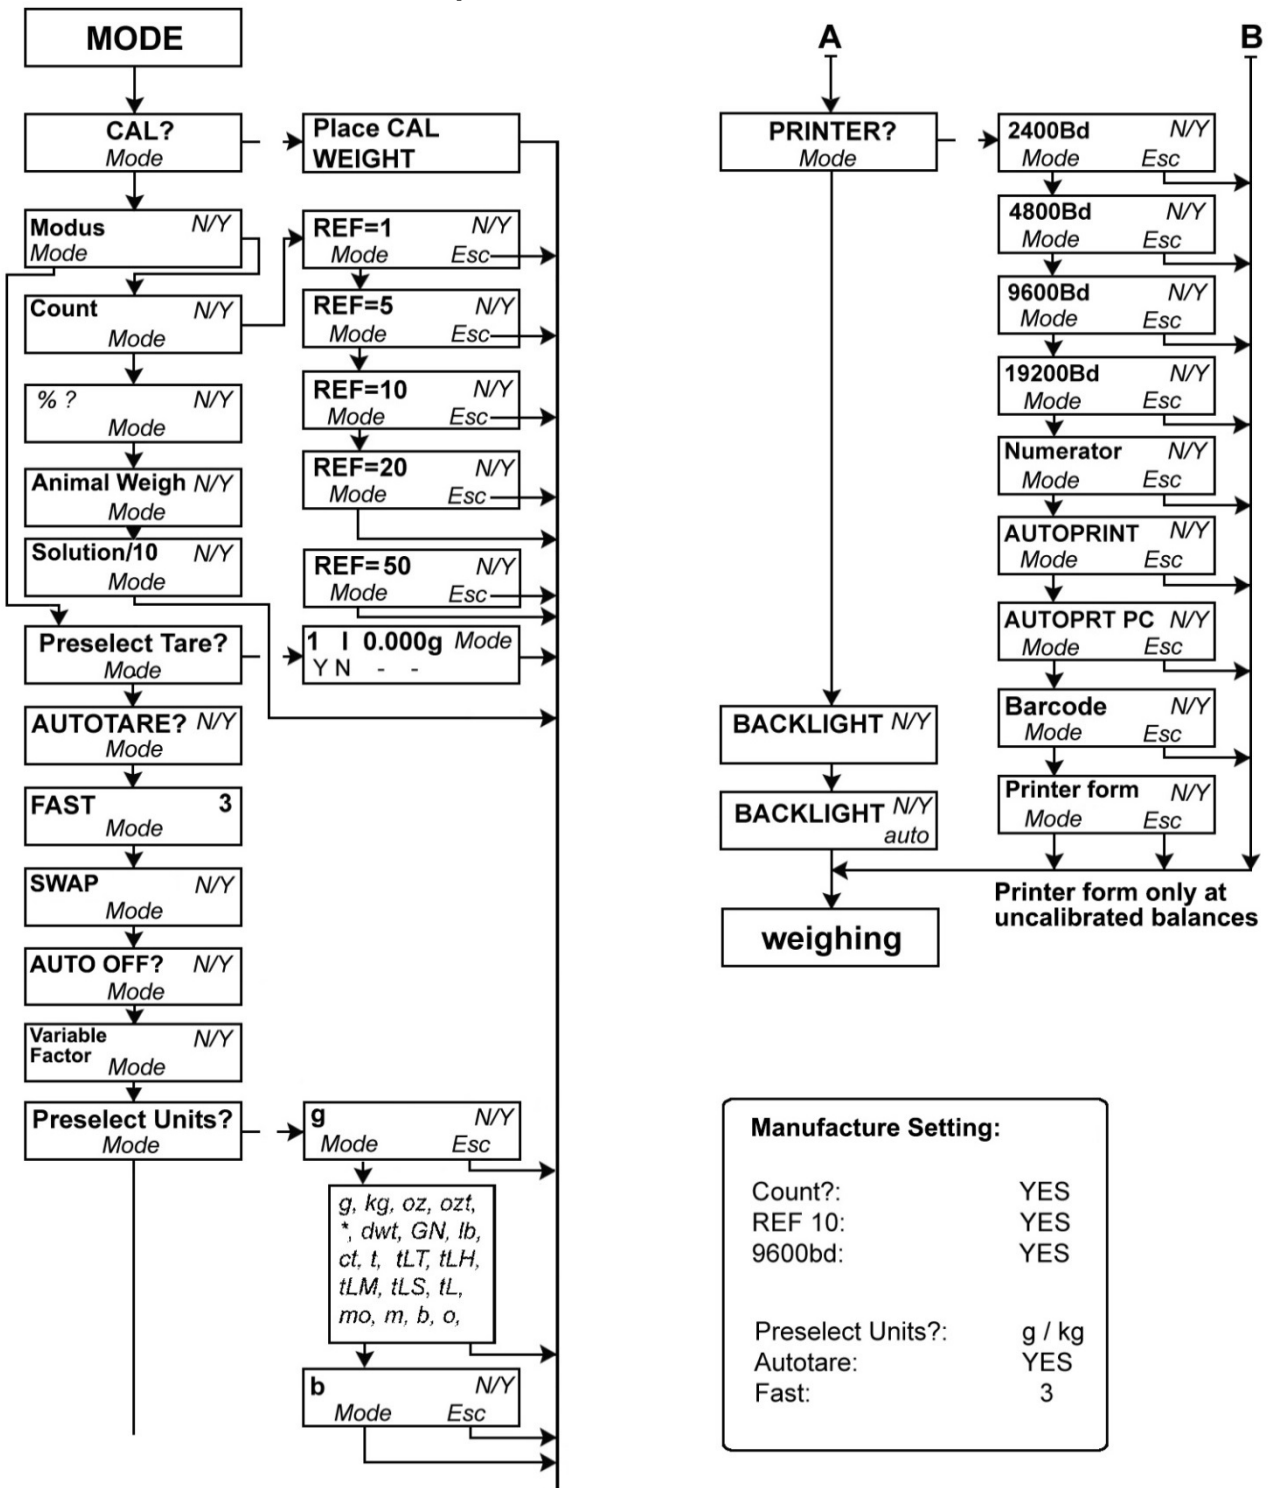 MODE
CAL?
Mode
Place CAL
WEIGHT
Modus N/Y
Mode
REF=1 N/Y
Mode Esc
Count N/Y
Mode
REF=5 N/Y
Mode Esc
% ? N/Y
Mode
REF=10 N/Y
Mode Esc
Animal Weigh N/Y
Mode
REF=20 N/Y
Mode Esc
Solution/10 N/Y
Mode
REF=50 N/Y
Mode Esc
Preselect Tare?
Mode
1 I 0.000g Mode
Y N - -
AUTOTARE? N/Y
Mode
FAST 3
Mode
SWAP N/Y
Mode
AUTO OFF? N/Y
Mode
Variable N/Y
Factor
Mode
Preselect Units?
Mode
g N/Y
Mode Esc
g, kg, oz, ozt,
*, dwt, GN, lb,
ct, t, tLT, tLH,
tLM, tLS, tL,
mo, m, b, o,
b N/Y
Mode Esc
A
B
PRINTER?
Mode
2400Bd N/Y
Mode Esc
4800Bd N/Y
Mode Esc
9600Bd N/Y
Mode Esc
19200Bd N/Y
Mode Esc
Numerator N/Y
Mode Esc
AUTOPRINT N/Y
Mode Esc
AUTOPRT PC N/Y
Mode Esc
Barcode N/Y
Mode Esc
Printer form N/Y
Mode Esc
BACKLIGHT N/Y
BACKLIGHT N/Y
auto
Printer form only at
uncalibrated balances
weighing
Manufacture Setting:
Count?: YES
REF 10: YES
9600bd: YES
Preselect Units?: g / kg
Autotare: YES
Fast: 3